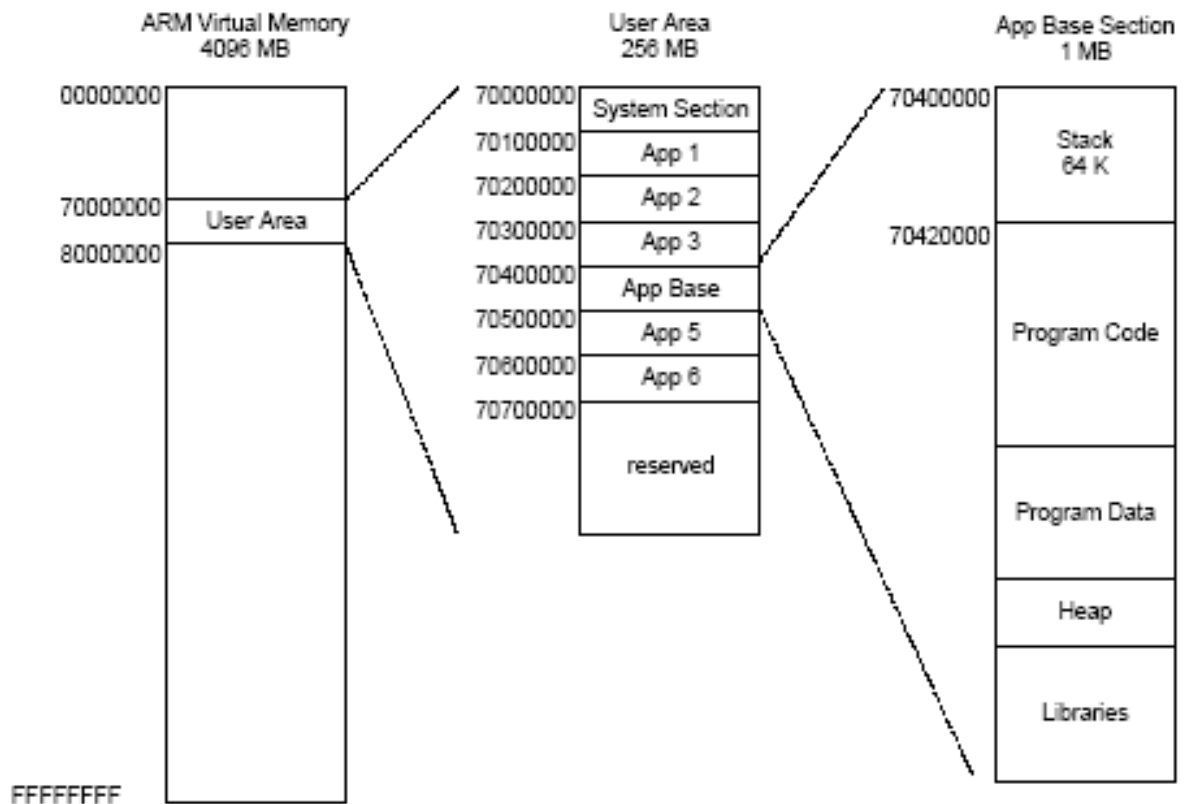 ARM Virtual Memory
4096 MB
00000000
70000000
User Area
80000000
FFFFFFFF
User Area
256 MB
70000000
System Section
70100000
App 1
70200000
App 2
70300000
App 3
70400000
App Base
70500000
App 5
70600000
App 6
70700000
reserved
App Base Section
1 MB
70400000
Stack
64 K
70420000
Program Code
Program Data
Heap
Libraries